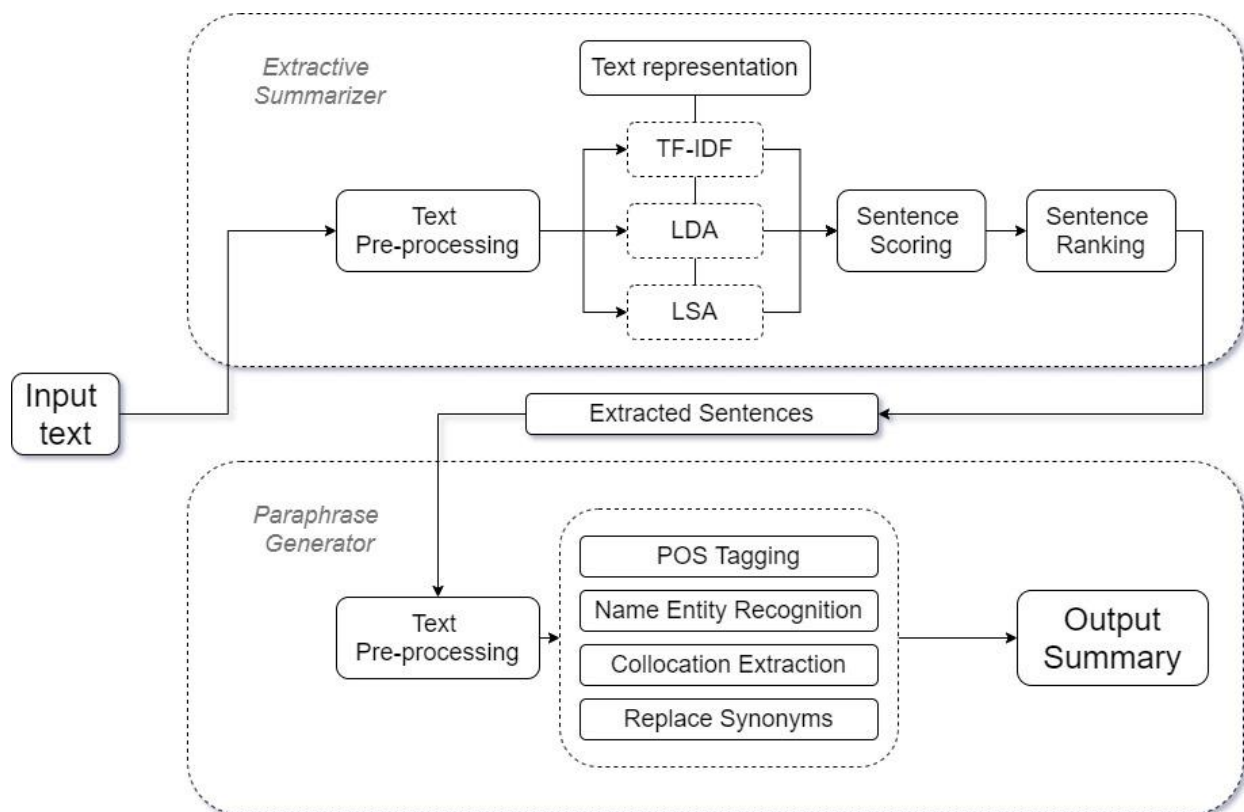 Extractive
Summarizer
Text representation
TF-IDF
Text
Pre-processing
LDA
Sentence
Scoring
Sentence
Ranking
LSA
Input
text
Extracted Sentences
Paraphrase
Generator
POS Tagging
Text
Pre-processing
Name Entity Recognition
Collocation Extraction
Replace Synonyms
Output
Summary